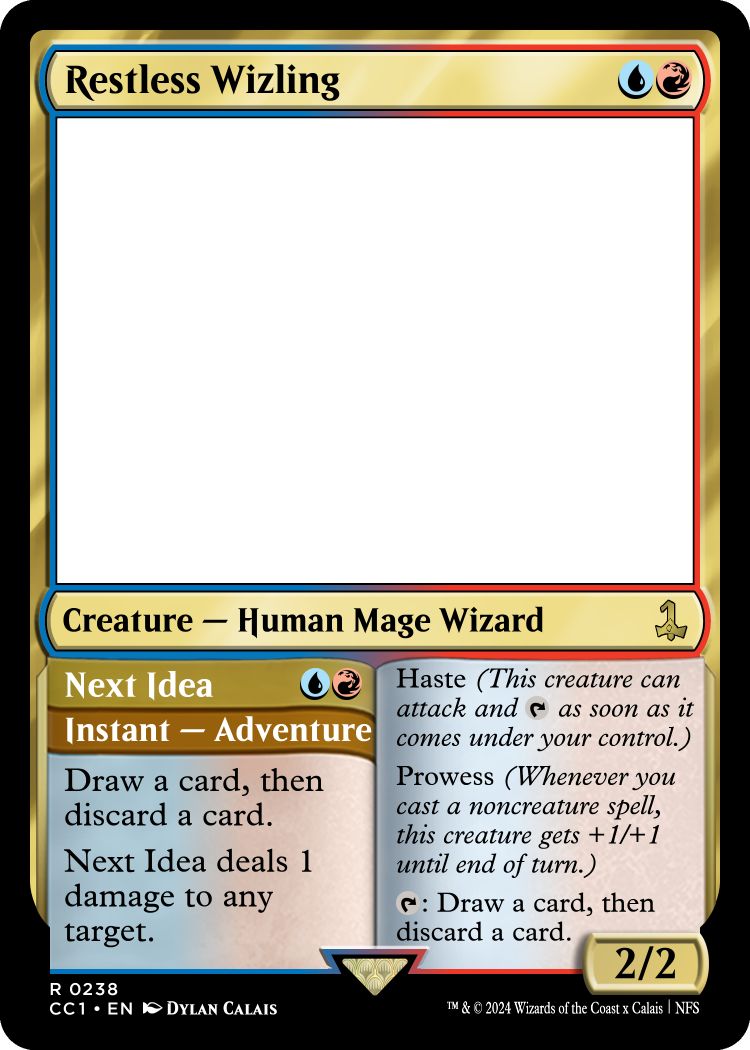 Restless Wizling
Creature — Human Mage Wizard
Next Idea
Instant — Adventure
Draw a card, then
discard a card.
Next Idea deals 1
damage to any
target.
Haste (This creature can
attack and as soon as it
comes under your control.)
Prowess (Whenever you
cast a noncreature spell,
this creature gets +1/+1
until end of turn.)
: Draw a card, then
discard a card.
2/2
R 0238
CC1 • EN DYLAN CALAIS
™ & © 2024 Wizards of the Coast x Calais | NFS